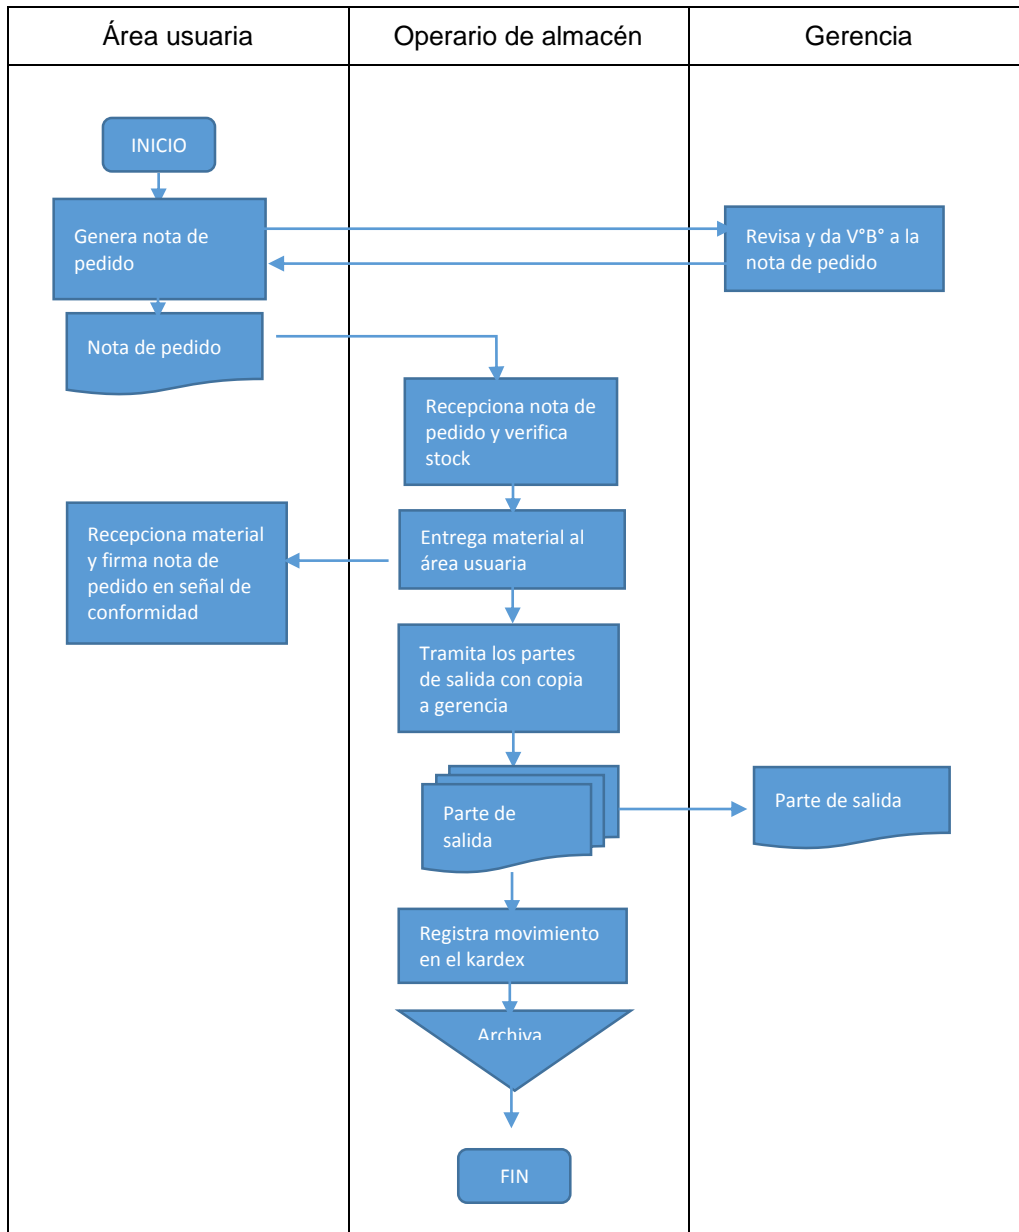 Área usuaria
Operario de almacén
Gerencia
INICIO
Genera nota de
pedido
Revisa y da V°B° a la
nota de pedido
Nota de pedido
Recepciona nota de
pedido y verifica
stock
Entrega material al
área usuaria
Recepciona material
y firma nota de
pedido en señal de
conformidad
Tramita los partes
de salida con copia
a gerencia
Parte de
salida
Parte de salida
Registra movimiento
en el kardex
Archiva
FIN